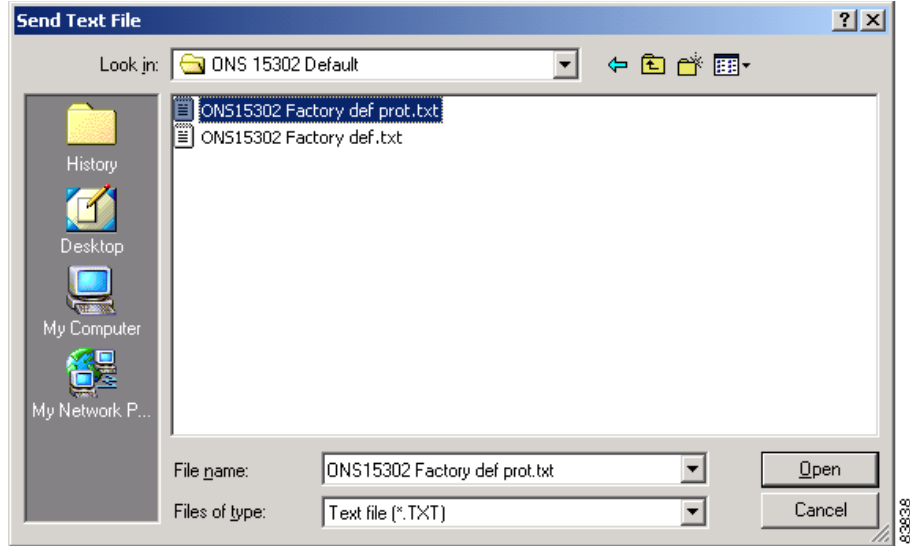 Send Text File
Look in: ONS 15302 Default
ONS15302 Factory def prot.txt
ONS15302 Factory def.txt
History
Desktop
My Computer
My Network P...
File name: ONS15302 Factory def prot.txt
Open
Files of type: Text file (*.TXT)
Cancel
83838